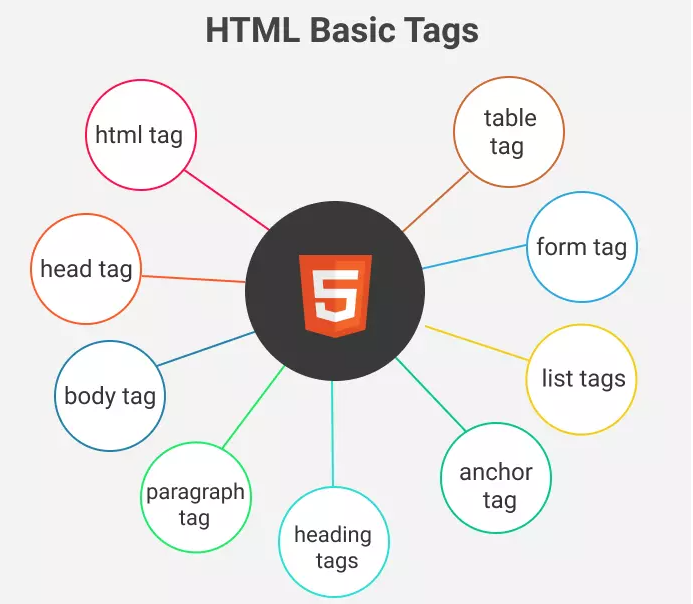 HTML Basic Tags
html tag
table
tag
head tag
form tag
body tag
list tags
paragraph
tag
anchor
tag
heading
tags
5